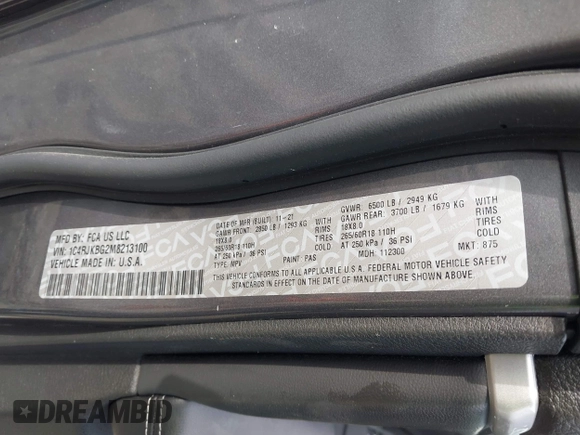 MFD BY: FCA US LLC
VIN: 1C4RJKBG2M8213100
VEHICLE MADE IN U.S.A.
DATE OF MFR (BUILT): 11-21
GAWR FRONT: 2850 LB / 1293 KG WITH
18X8.0 RIMS
265/60R18 110H TIRES
AT 250 kPa / 36 PSI COLD
TYPE: MPV PAINT: PAS
GVWR: 6500 LB / 2949 KG
GAWR REAR: 3700 LB / 1679 KG WITH
18X8.0 RIMS
265/60R18 110H TIRES
AT 250 kPa / 36 PSI COLD
MDH: 112300 MKT: 875
THIS VEHICLE CONFORMS TO ALL APPLICABLE U.S.A. FEDERAL MOTOR VEHICLE SAFETY
STANDARDS IN EFFECT ON THE DATE OF MANUFACTURE SHOWN ABOVE.
DREAMBID